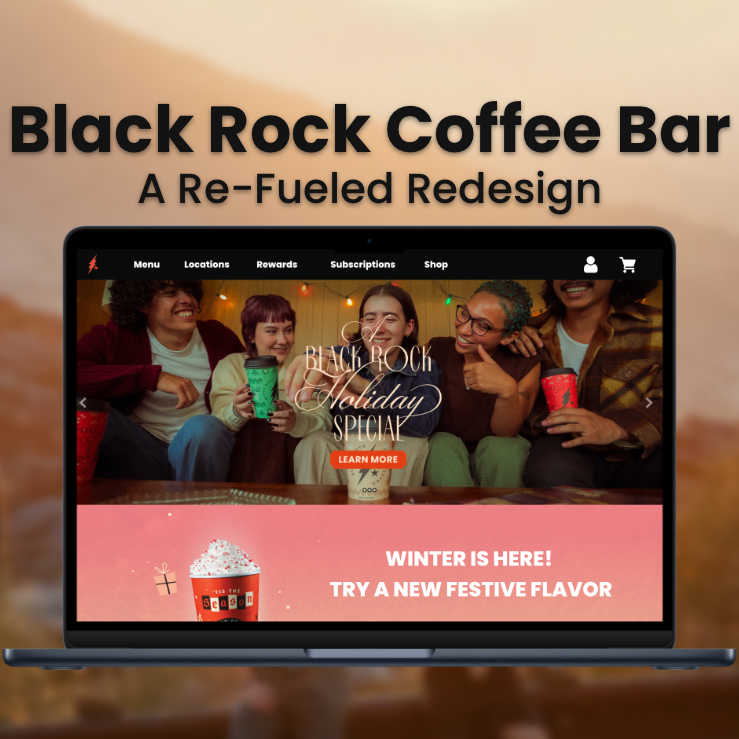 Black Rock Coffee Bar
A Re-Fueled Redesign
Menu Locations Rewards Subscriptions Shop
A
BLACK ROCK
Holiday
SPECIAL
LEARN MORE
WINTER IS HERE!
TRY A NEW FESTIVE FLAVOR
'TIS THE
Season